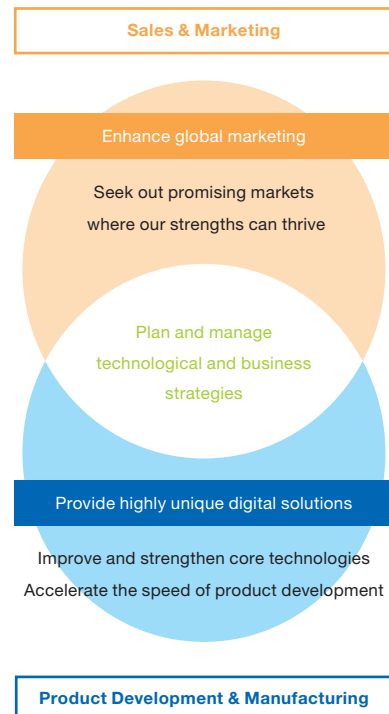 Sales & Marketing
Enhance global marketing
Seek out promising markets
where our strengths can thrive
Plan and manage
technological and business
strategies
Provide highly unique digital solutions
Improve and strengthen core technologies
Accelerate the speed of product development
Product Development & Manufacturing